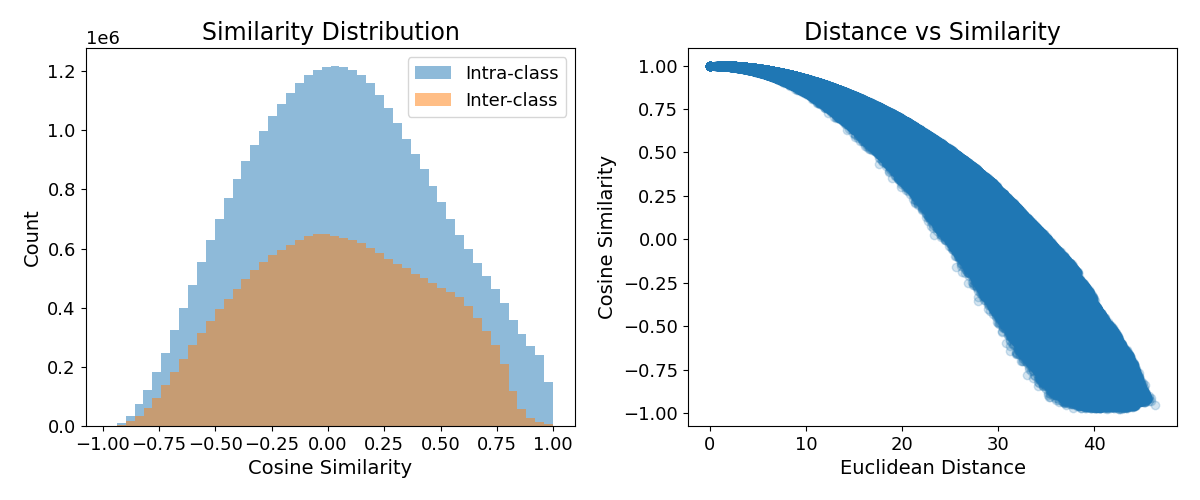 Similarity Distribution
1e6
Intra-class
Inter-class
Count
1.2
1.0
0.8
0.6
0.4
0.2
0.0
−1.00 −0.75 −0.50 −0.25 0.00 0.25 0.50 0.75 1.00
Cosine Similarity
Distance vs Similarity
Cosine Similarity
1.00
0.75
0.50
0.25
0.00
−0.25
−0.50
−0.75
−1.00
0 10 20 30 40
Euclidean Distance